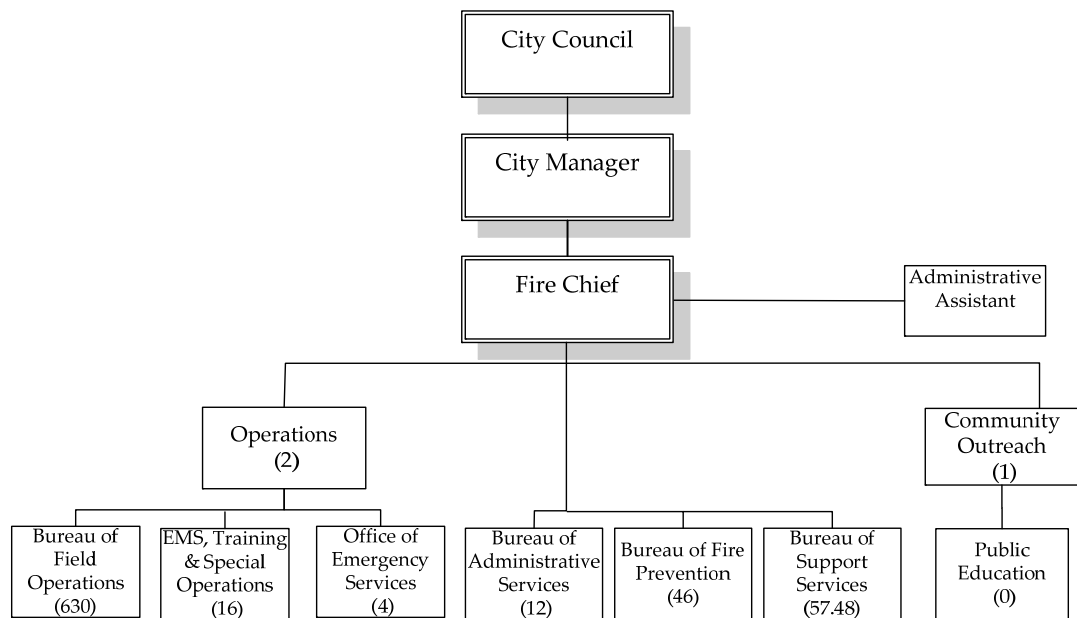 City Council
City Manager
Fire Chief
Administrative
Assistant
Operations
(2)
Community
Outreach
(1)
Bureau of
Field
Operations
(630)
EMS, Training
& Special
Operations
(16)
Office of
Emergency
Services
(4)
Bureau of
Administrative
Services
(12)
Bureau of Fire
Prevention
(46)
Bureau of
Support
Services
(57.48)
Public
Education
(0)